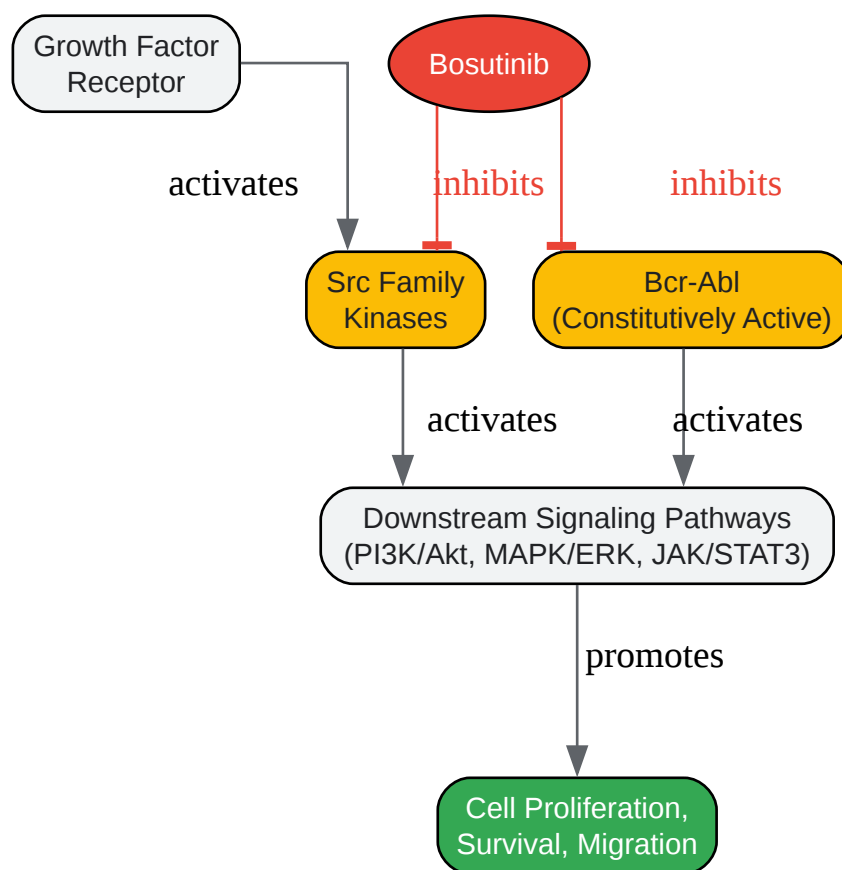 Growth Factor
Receptor
Bosutinib
activates
inhibits
inhibits
Src Family
Kinases
Bcr-Abl
(Constitutively Active)
activates
activates
Downstream Signaling Pathways
(PI3K/Akt, MAPK/ERK, JAK/STAT3)
promotes
Cell Proliferation,
Survival, Migration